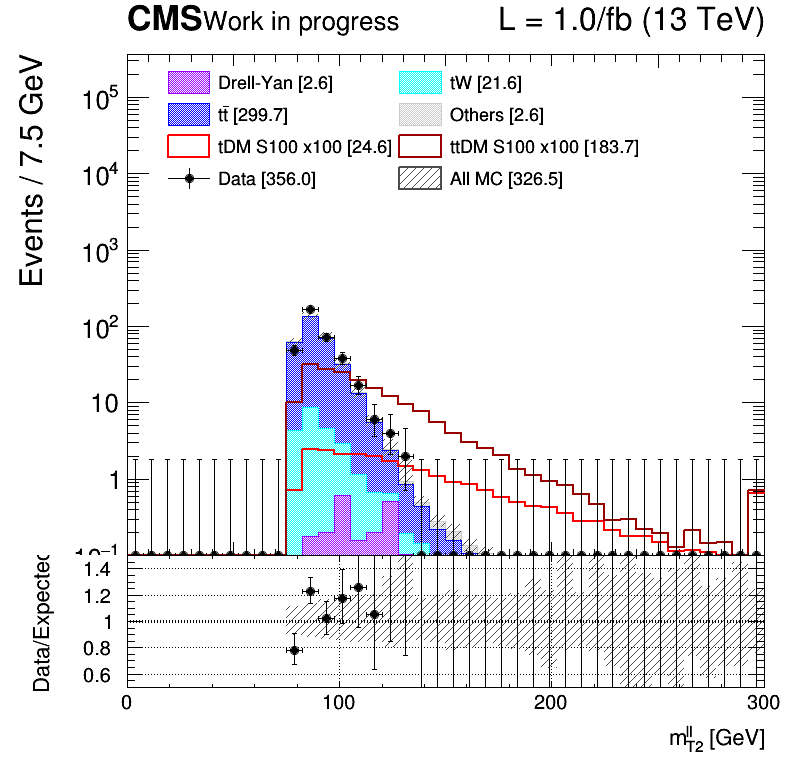 CMS Work in progress L = 1.0/fb (13 TeV)
Events / 7.5 GeV
Drell-Yan [2.6] tW [21.6]
tt̄ [299.7] Others [2.6]
tDM S100 x100 [24.6] ttDM S100 x100 [183.7]
Data [356.0] All MC [326.5]
10⁵
10⁴
10³
10²
10
1
10⁻¹
Data/Expected
1.4
1.2
1
0.8
0.6
0 100 200 300
m^{ll}_{T2} [GeV]